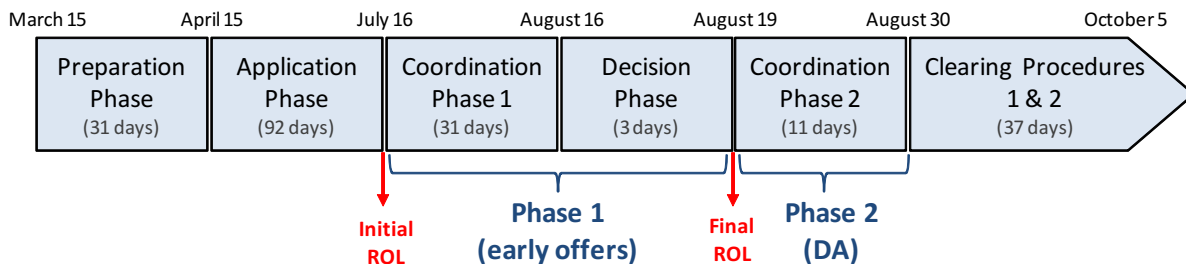 March 15 April 15 July 16 August 16 August 19 August 30 October 5
Preparation Phase (31 days)
Application Phase (92 days)
Coordination Phase 1 (31 days)
Decision Phase (3 days)
Coordination Phase 2 (11 days)
Clearing Procedures 1 & 2 (37 days)
Initial ROL
Phase 1 (early offers)
Final ROL
Phase 2 (DA)